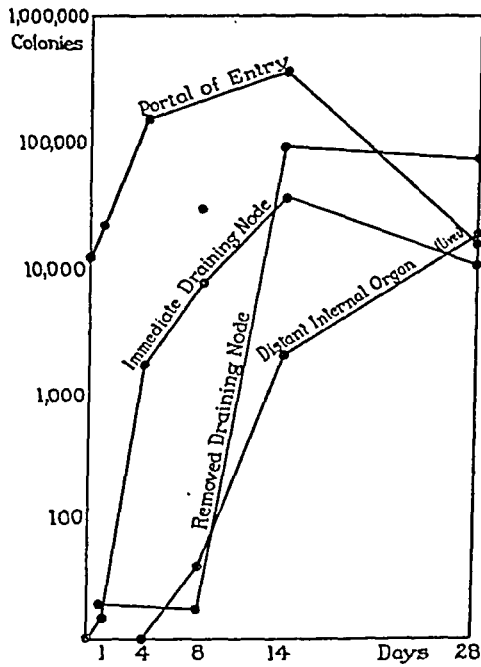 1,000,000
Colonies
100,000
10,000
1,000
100
Portal of Entry
Immediate Draining Node
Removed Draining Node
Distant Internal Organ (Liver)
1 4 8 14 Days 28